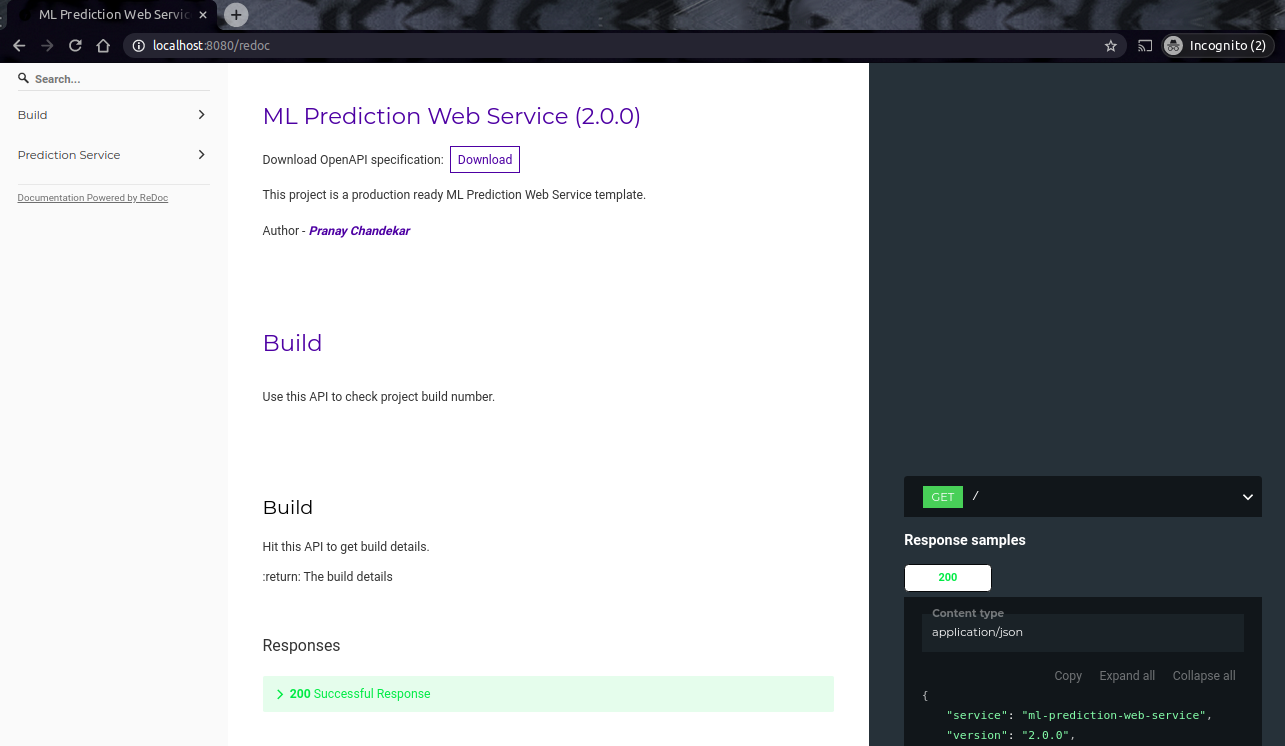 ML Prediction Web Servic
localhost:8080/redoc
Incognito (2)
Search...
Build
Prediction Service
Documentation Powered by ReDoc
ML Prediction Web Service (2.0.0)
Download OpenAPI specification: Download
This project is a production ready ML Prediction Web Service template.
Author - Pranay Chandekar
Build
Use this API to check project build number.
Build
Hit this API to get build details.
:return: The build details
Responses
200 Successful Response
GET /
Response samples
200
Content type
application/json
Copy Expand all Collapse all
{
"service": "ml-prediction-web-service",
"version": "2.0.0",